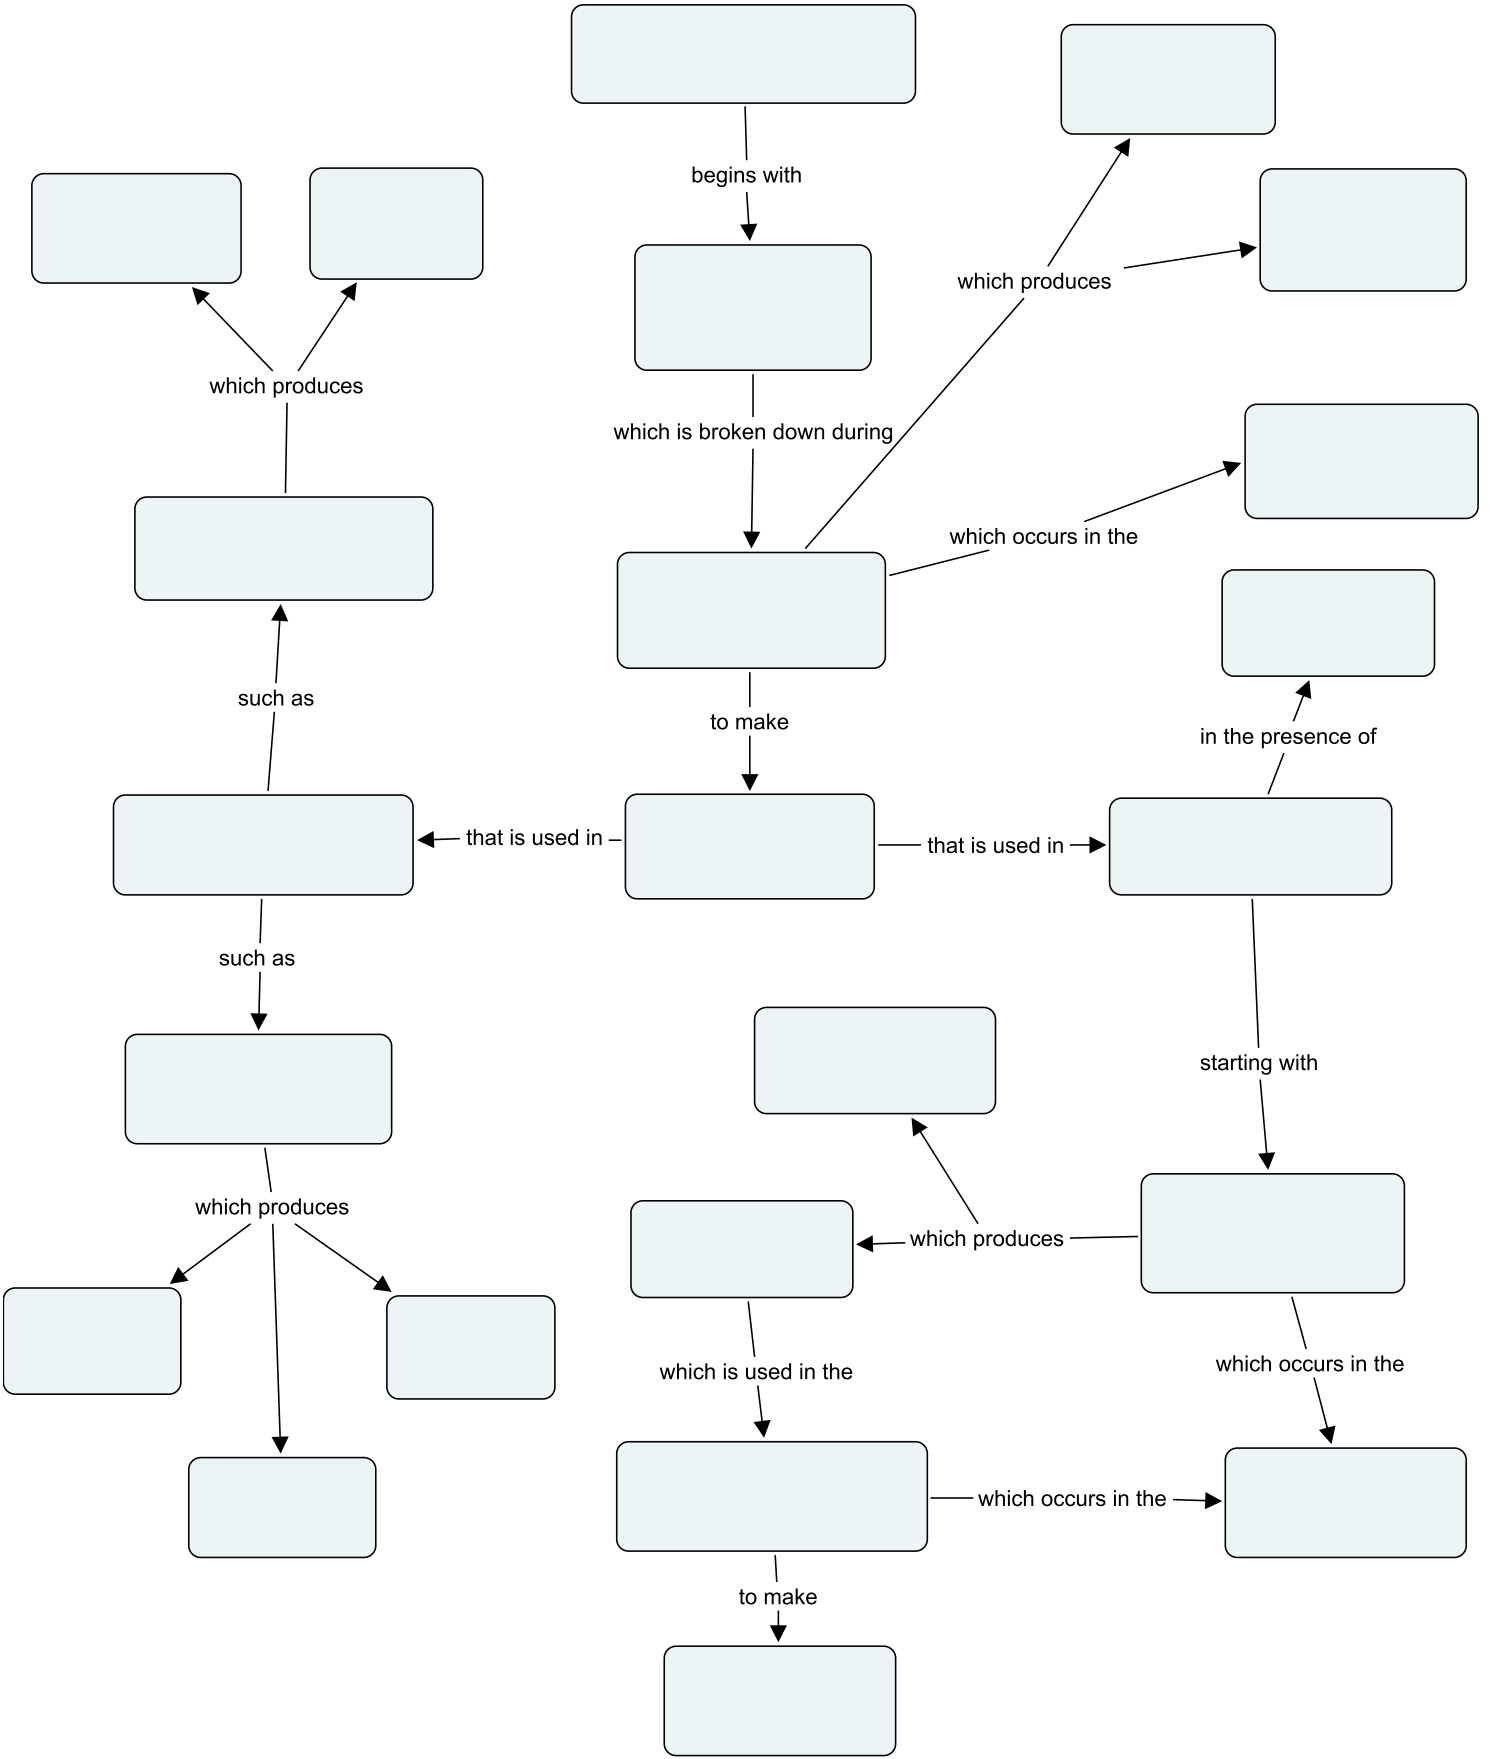 begins with
which produces
which produces
which is broken down during
which occurs in the
such as
to make
in the presence of
that is used in
that is used in
such as
starting with
which produces
which produces
which occurs in the
which is used in the
which occurs in the
to make